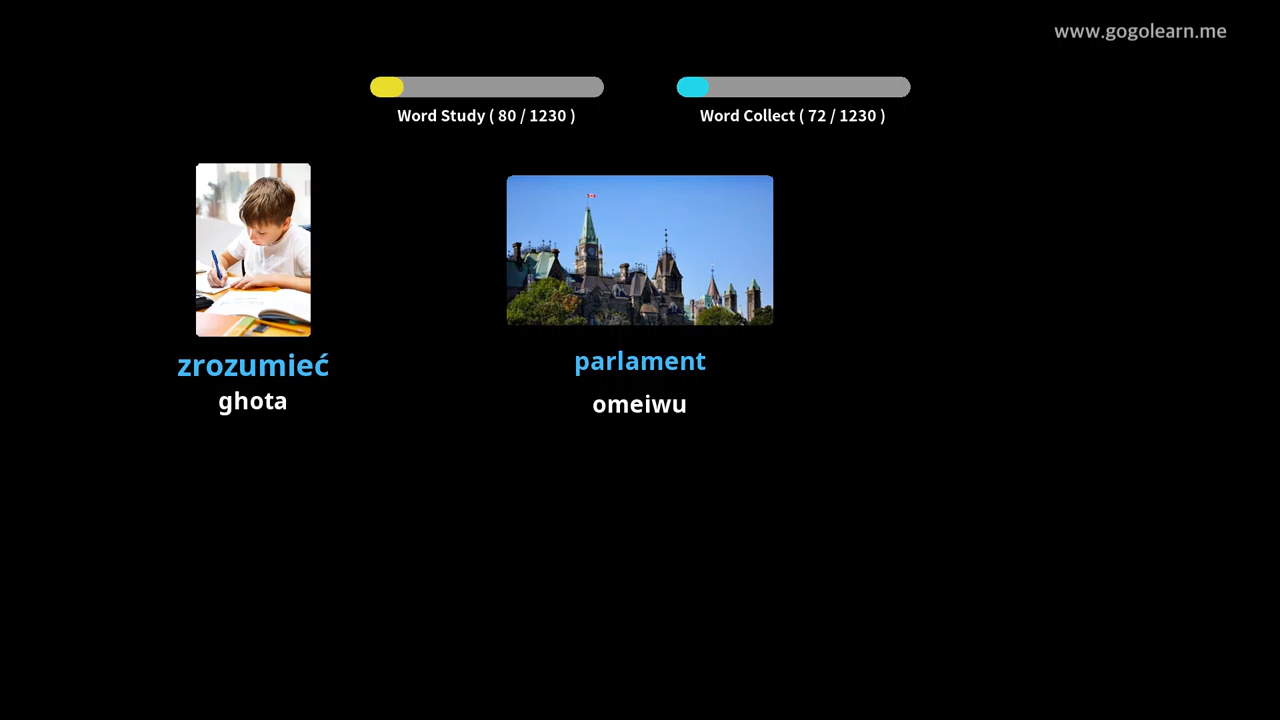 www.gogolearn.me
Word Study ( 80 / 1230 )
Word Collect ( 72 / 1230 )
zrozumieć
ghota
parlament
omeiwu